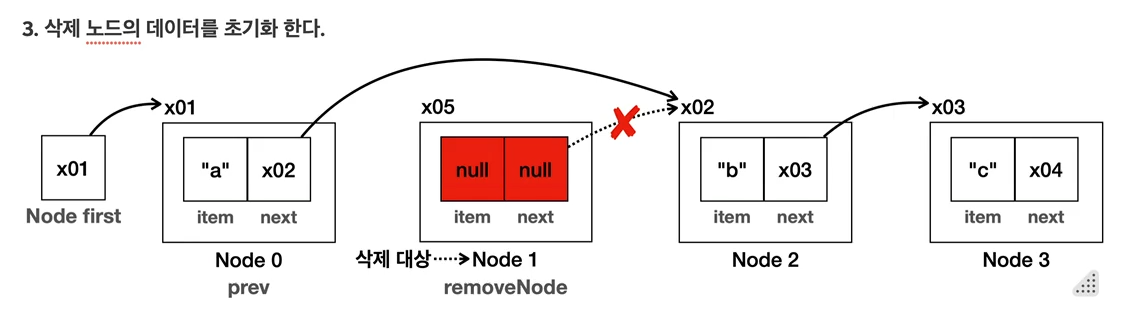 3. 삭제 노드의 데이터를 초기화 한다.
x01 x05 x02 x03
x01 "a" x02 null null "b" x03 "c" x04
Node first item next item next item next item next
Node 0 삭제 대상 Node 1 Node 2 Node 3
prev removeNode